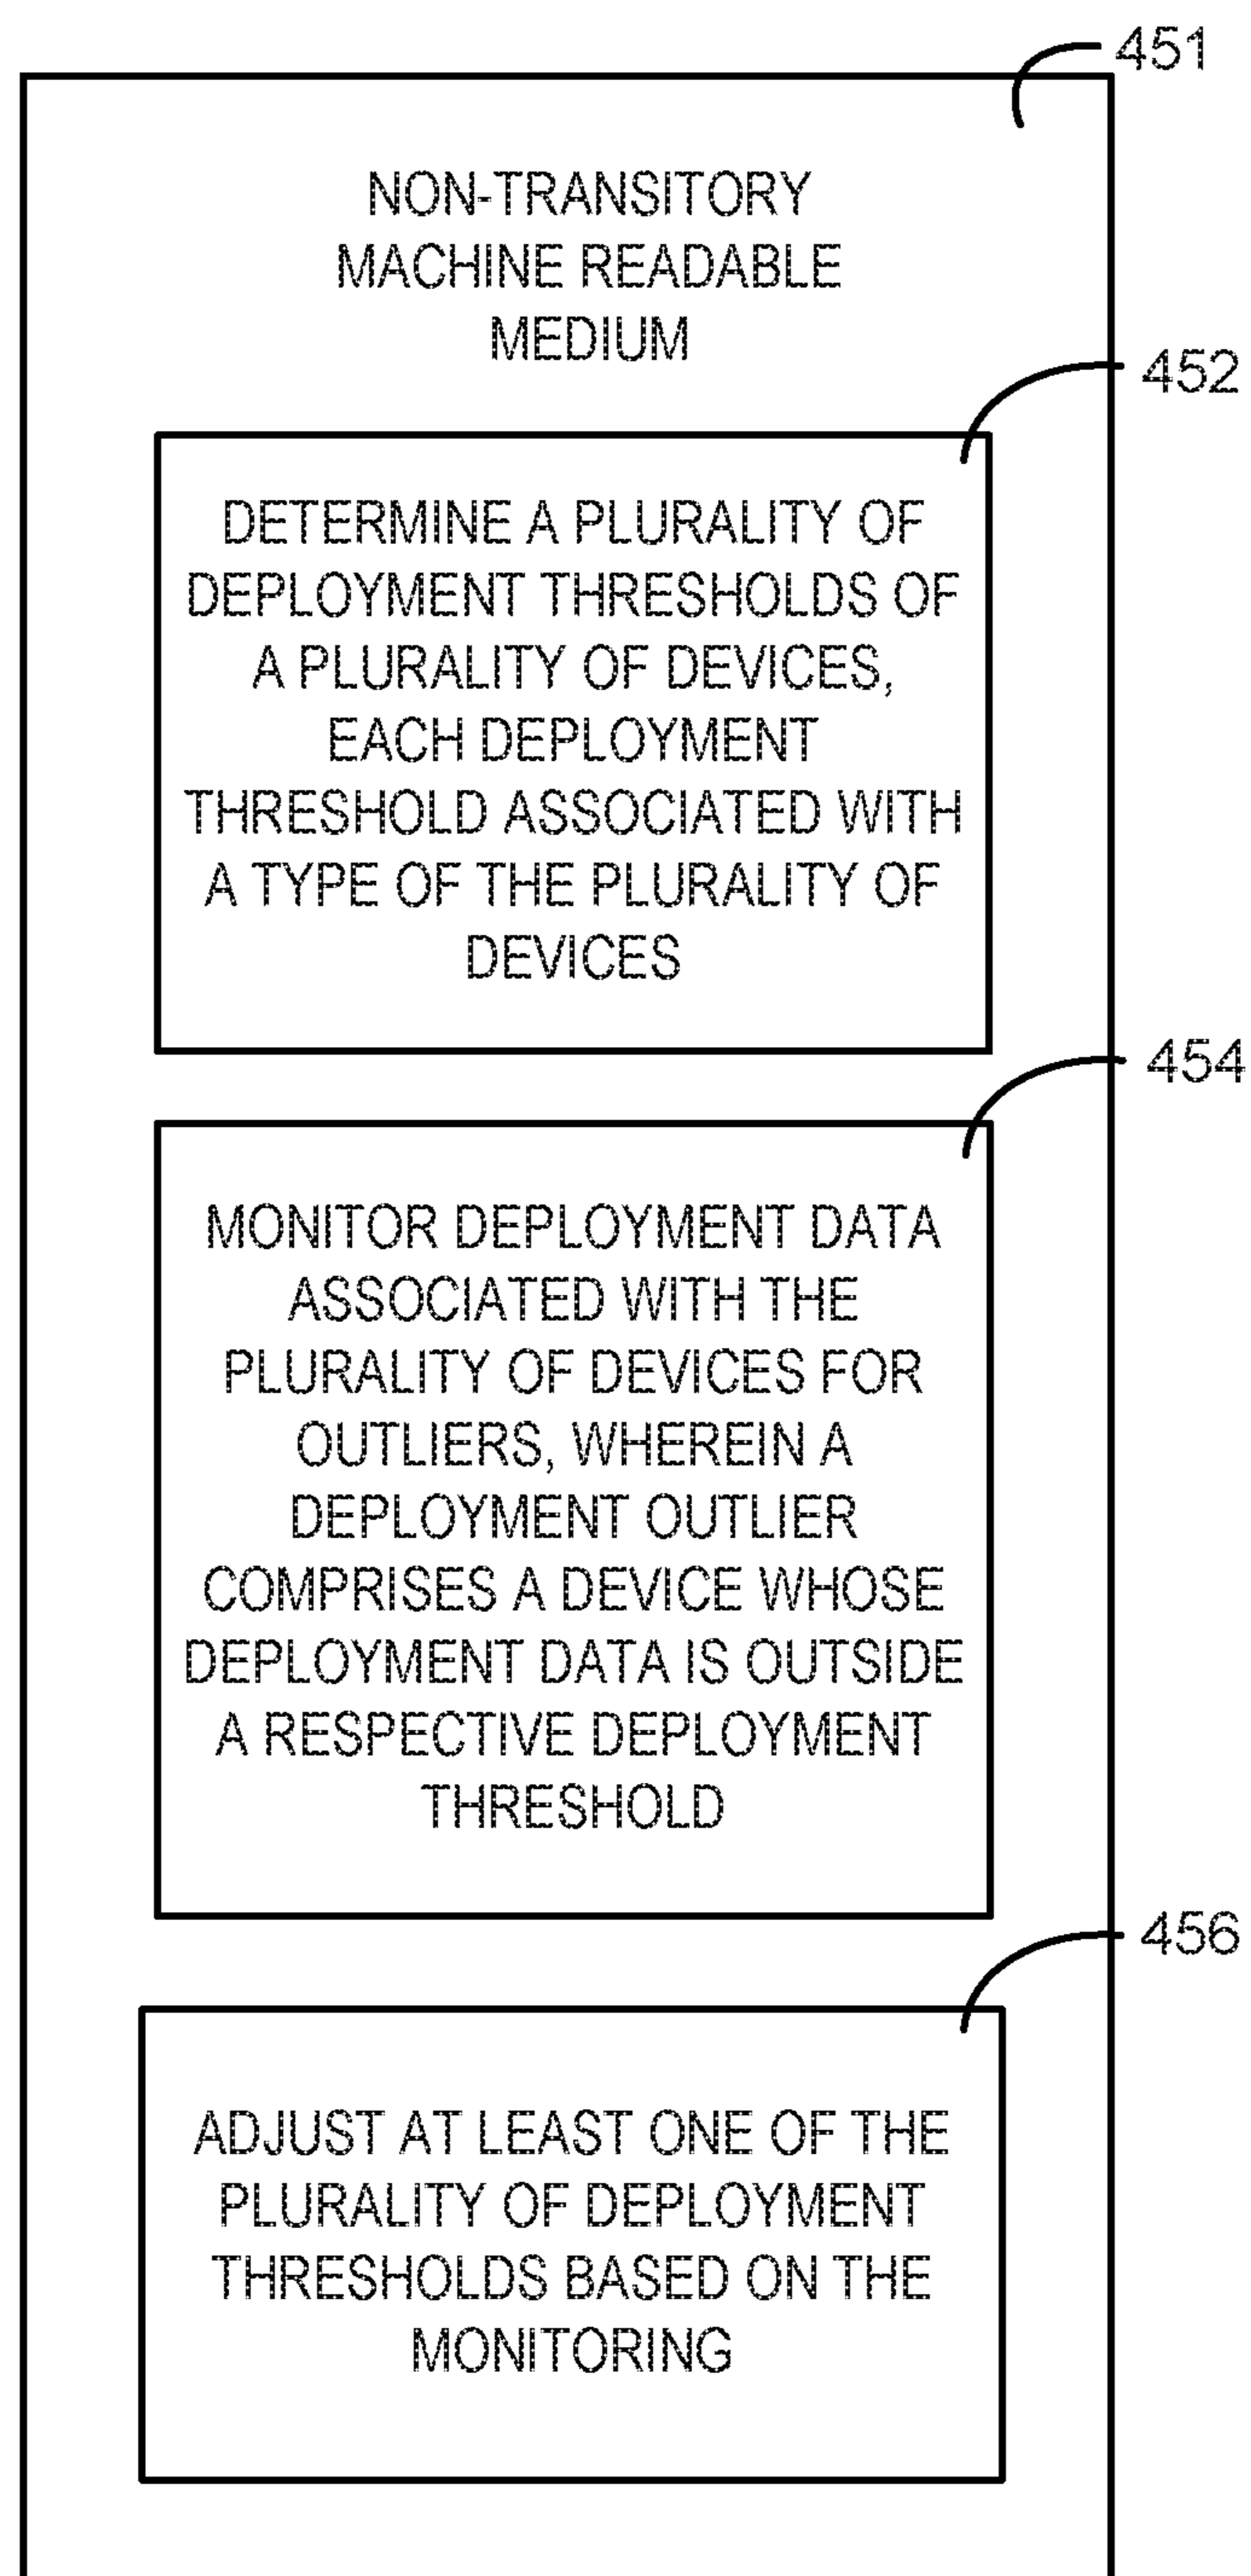 451
NON-TRANSITORY
MACHINE READABLE
MEDIUM
452
DETERMINE A PLURALITY OF
DEPLOYMENT THRESHOLDS OF
A PLURALITY OF DEVICES,
EACH DEPLOYMENT
THRESHOLD ASSOCIATED WITH
A TYPE OF THE PLURALITY OF
DEVICES
454
MONITOR DEPLOYMENT DATA
ASSOCIATED WITH THE
PLURALITY OF DEVICES FOR
OUTLIERS, WHEREIN A
DEPLOYMENT OUTLIER
COMPRISES A DEVICE WHOSE
DEPLOYMENT DATA IS OUTSIDE
A RESPECTIVE DEPLOYMENT
THRESHOLD
456
ADJUST AT LEAST ONE OF THE
PLURALITY OF DEPLOYMENT
THRESHOLDS BASED ON THE
MONITORING